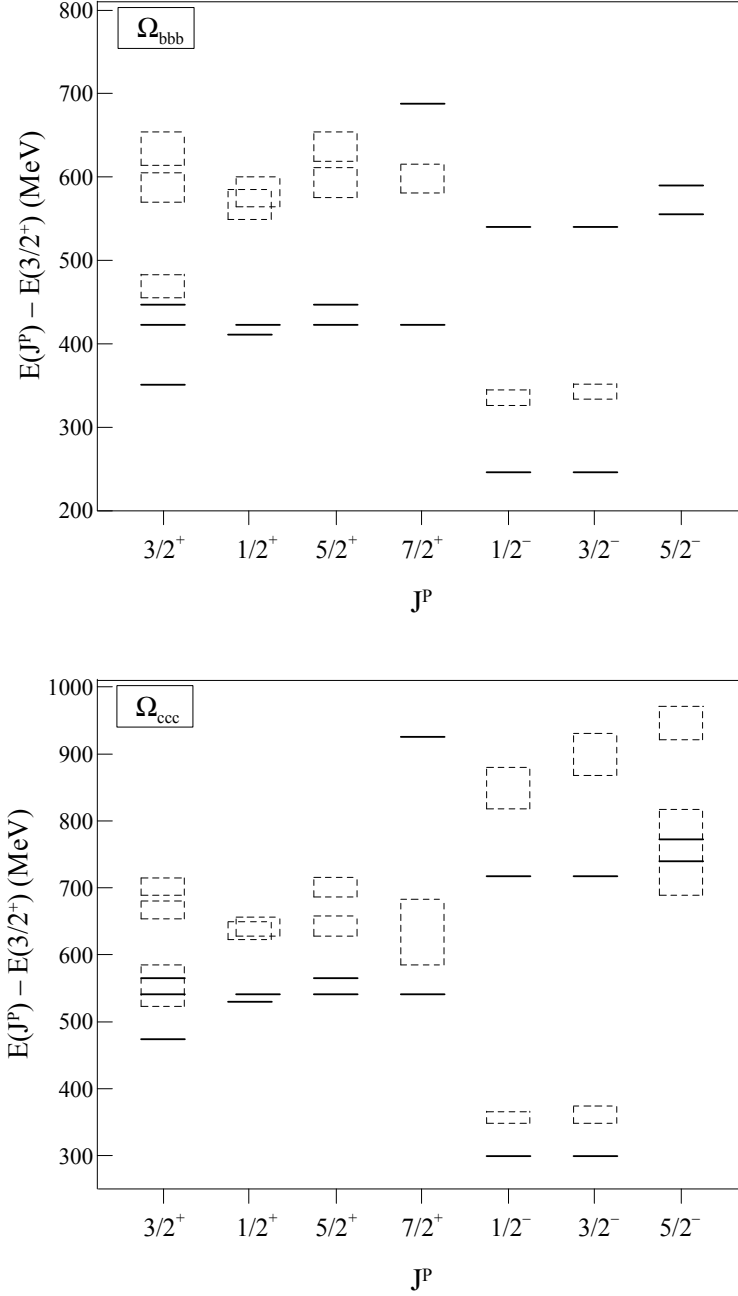 Ω_bbb
E(J^P) – E(3/2⁺) (MeV)
800
700
600
500
400
300
200
3/2⁺ 1/2⁺ 5/2⁺ 7/2⁺ 1/2⁻ 3/2⁻ 5/2⁻
J^P
Ω_ccc
E(J^P) – E(3/2⁺) (MeV)
1000
900
800
700
600
500
400
300
3/2⁺ 1/2⁺ 5/2⁺ 7/2⁺ 1/2⁻ 3/2⁻ 5/2⁻
J^P